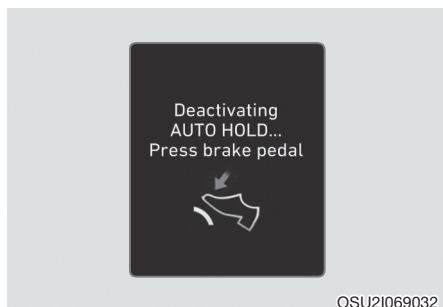 Deactivating
AUTO HOLD...
Press brake pedal
OSU2I069032